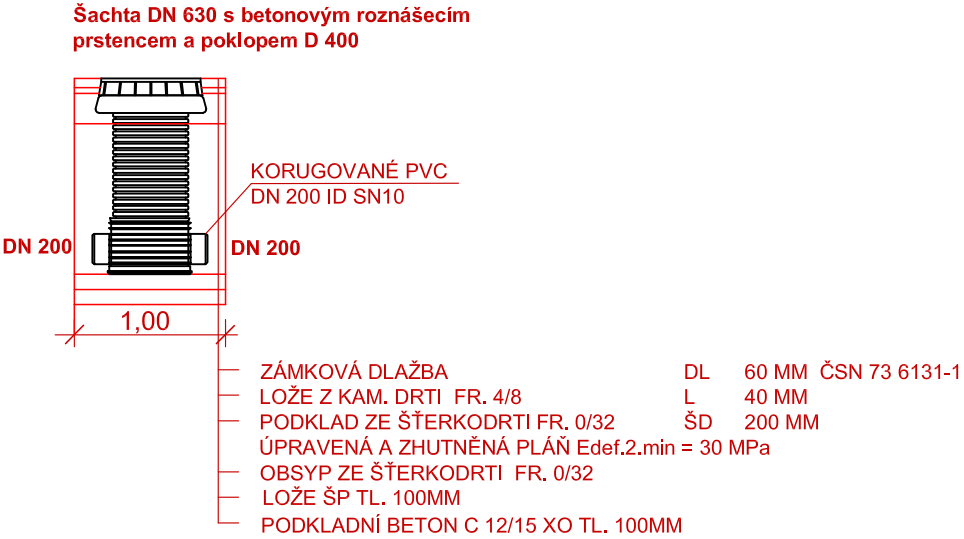 Šachta DN 630 s betonovým roznášecím
prstencem a poklopem D 400
KORUGOVANÉ PVC
DN 200 ID SN10
DN 200
DN 200
1,00
ZÁMKOVÁ DLAŽBA DL 60 MM ČSN 73 6131-1
LOŽE Z KAM. DRTI FR. 4/8 L 40 MM
PODKLAD ZE ŠTERKODRTI FR. 0/32 ŠD 200 MM
ÚPRAVENÁ A ZHUTNĚNÁ PLÁŇ Edef.2.min = 30 MPa
OBSYP ZE ŠTERKODRTI FR. 0/32
LOŽE ŠP TL. 100MM
PODKLADNÍ BETON C 12/15 XO TL. 100MM